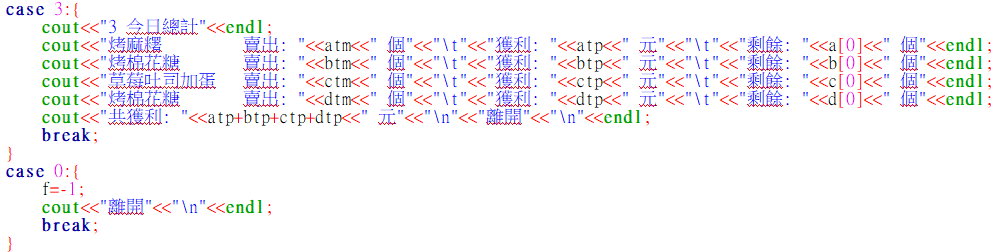 case 3:{
    cout<<"3 今日總計"<<endl;
    cout<<"烤麻糬        賣出: "<<atm<<" 個"<<"\t"<<"獲利: "<<atp<<" 元"<<"\t"<<"剩餘: "<<a[0]<<" 個"<<endl;
    cout<<"烤棉花糖      賣出: "<<btm<<" 個"<<"\t"<<"獲利: "<<btp<<" 元"<<"\t"<<"剩餘: "<<b[0]<<" 個"<<endl;
    cout<<"草莓吐司加蛋  賣出: "<<ctm<<" 個"<<"\t"<<"獲利: "<<ctp<<" 元"<<"\t"<<"剩餘: "<<c[0]<<" 個"<<endl;
    cout<<"烤棉花糖      賣出: "<<dtm<<" 個"<<"\t"<<"獲利: "<<dtp<<" 元"<<"\t"<<"剩餘: "<<d[0]<<" 個"<<endl;
    cout<<"共獲利: "<<atp+btp+ctp+dtp<<" 元"<<"\n"<<"離開"<<"\n"<<endl;
    break;
}
case 0:{
    f=-1;
    cout<<"離開"<<"\n"<<endl;
    break;
}